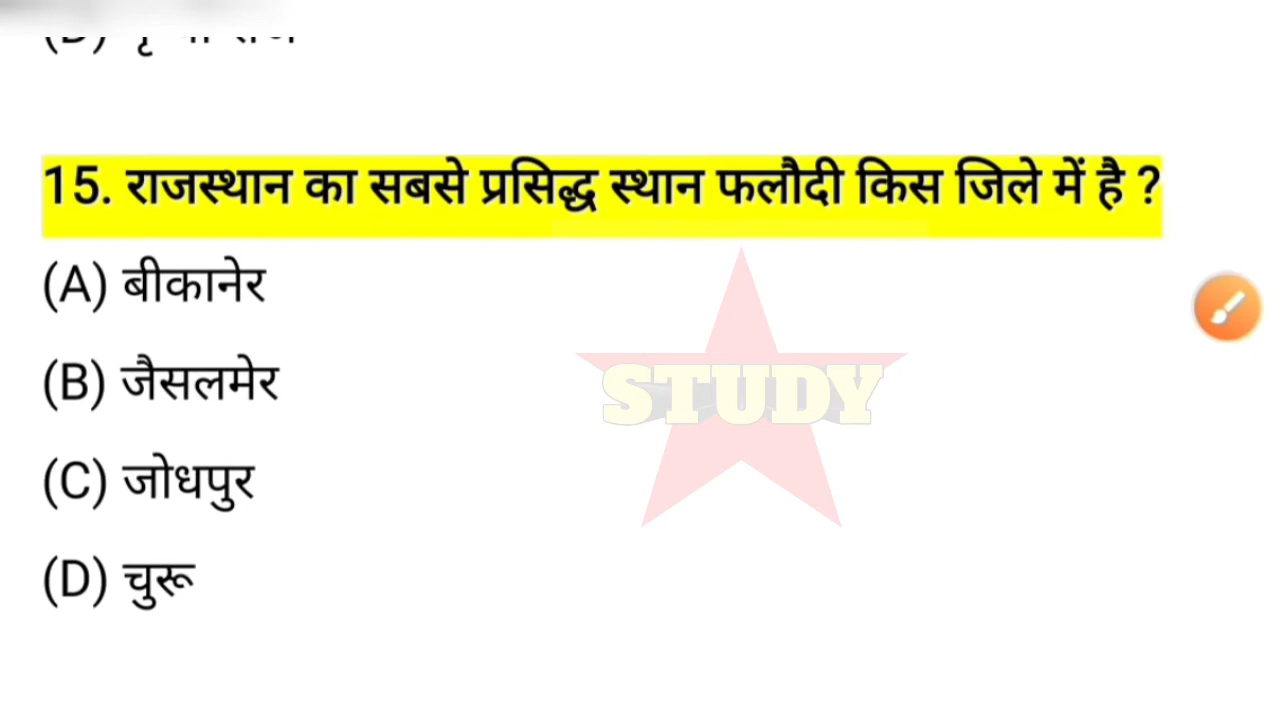 15. राजस्थान का सबसे प्रसिद्ध स्थान फलौदी किस जिले में है ?
(A) बीकानेर
(B) जैसलमेर
STUDY
(C) जोधपुर
(D) चुरू